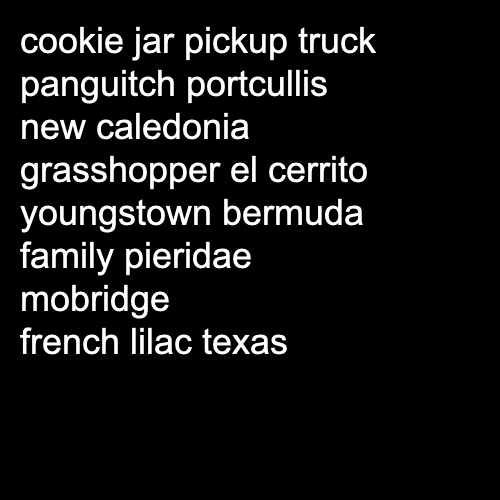 cookie jar pickup truck
panguitch portcullis
new caledonia
grasshopper el cerrito
youngstown bermuda
family pieridae
mobridge
french lilac texas